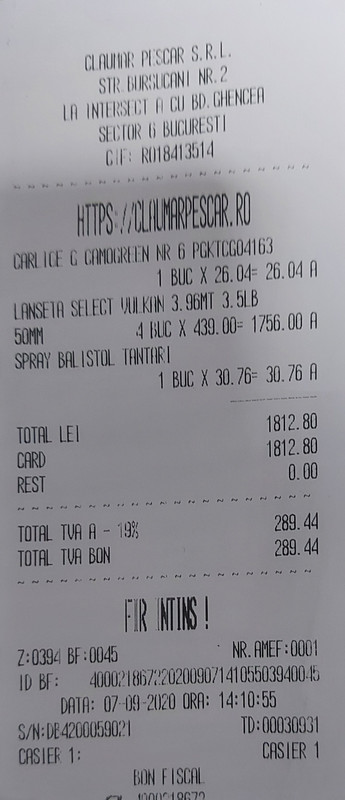 CLAUMAR PESCAR S.R.L.
STR.BURSUCANI NR.2
LA INTERSECT A CU BD.GHENCEA
SECTOR 6 BUCURESTI
CIF: RO18413514
HTTPS://CLAUMARPESCAR.RO
CARLIGE G CAMOGREEN NR 6 PGKTCG04163
1 BUC X 26.04= 26.04 A
LANSETA SELECT VULKAN 3.96MT 3.5LB
50MM 4 BUC X 439.00= 1756.00 A
SPRAY BALISTOL TANTARI
1 BUC X 30.76= 30.76 A
TOTAL LEI 1812.80
CARD 1812.80
REST 0.00
TOTAL TVA A - 19% 289.44
TOTAL TVA BON 289.44
FIR INTINS !
Z:0394 BF:0045 NR.AMEF:0001
ID BF: 40002186722020090714105503940045
DATA: 07-09-2020 ORA: 14:10:55
S/N:DB4200059021 TD:00030931
CASIER 1: CASIER 1
BON FISCAL